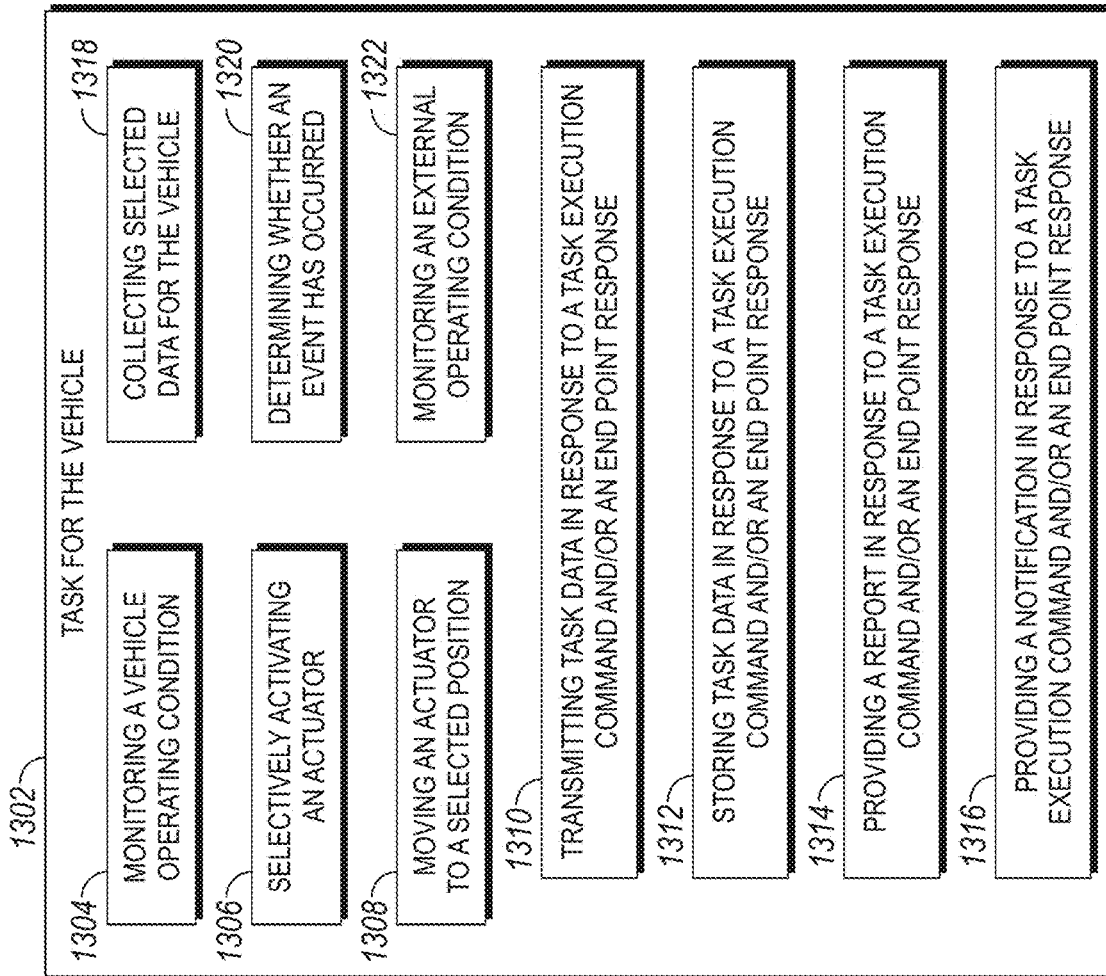 1302
TASK FOR THE VEHICLE
1304
MONITORING A VEHICLE
OPERATING CONDITION
1318
COLLECTING SELECTED
DATA FOR THE VEHICLE
1306
SELECTIVELY ACTIVATING
AN ACTUATOR
1320
DETERMINING WHETHER AN
EVENT HAS OCCURRED
1308
MOVING AN ACTUATOR
TO A SELECTED POSITION
1322
MONITORING AN EXTERNAL
OPERATING CONDITION
1310
TRANSMITTING TASK DATA IN RESPONSE TO A TASK EXECUTION
COMMAND AND/OR AN END POINT RESPONSE
1312
STORING TASK DATA IN RESPONSE TO A TASK EXECUTION
COMMAND AND/OR AN END POINT RESPONSE
1314
PROVIDING A REPORT IN RESPONSE TO A TASK EXECUTION
COMMAND AND/OR AN END POINT RESPONSE
1316
PROVIDING A NOTIFICATION IN RESPONSE TO A TASK
EXECUTION COMMAND AND/OR AN END POINT RESPONSE